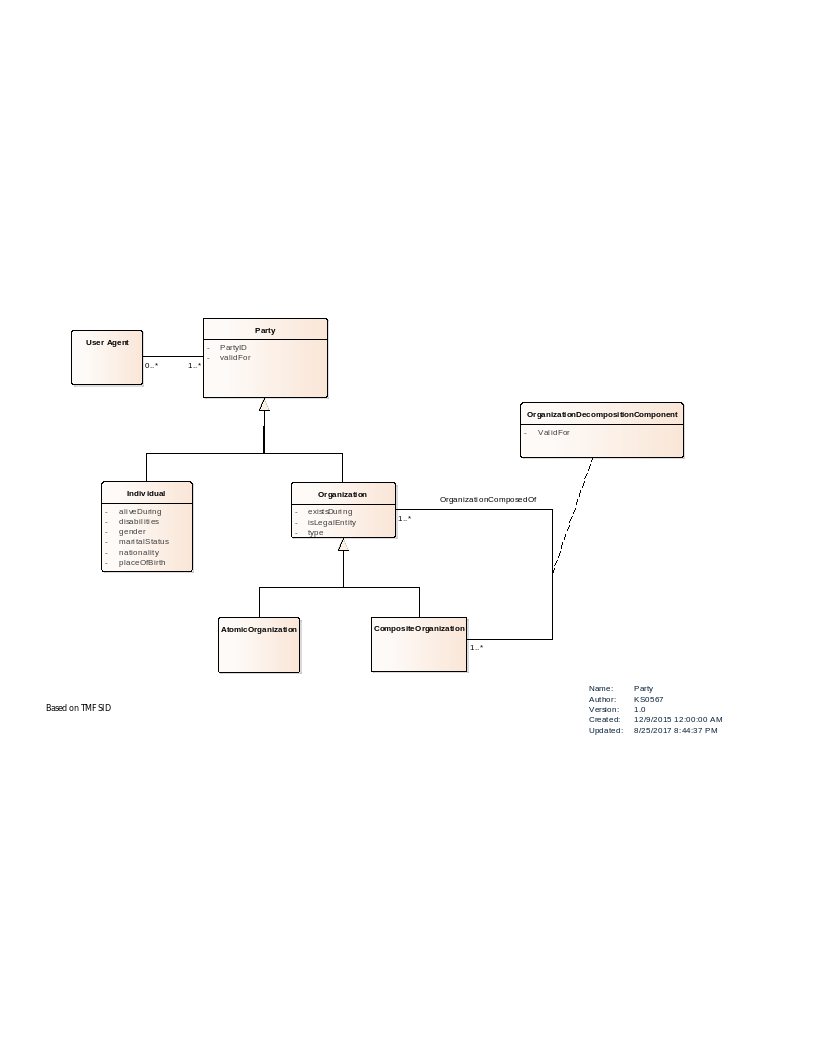 Party
User Agent
- PartyID
- validFor
0..*
1..*
OrganizationDecompositionComponent
- ValidFor
Individual
- aliveDuring
- disabilities
- gender
- maritalStatus
- nationality
- placeOfBirth
Organization
- existsDuring
- isLegalEntity
- type
OrganizationComposedOf
1..*
AtomicOrganization
CompositeOrganization
1..*
Name: Party
Author: KS0567
Version: 1.0
Created: 12/9/2015 12:00:00 AM
Updated: 8/25/2017 8:44:37 PM
Based on TMF SID